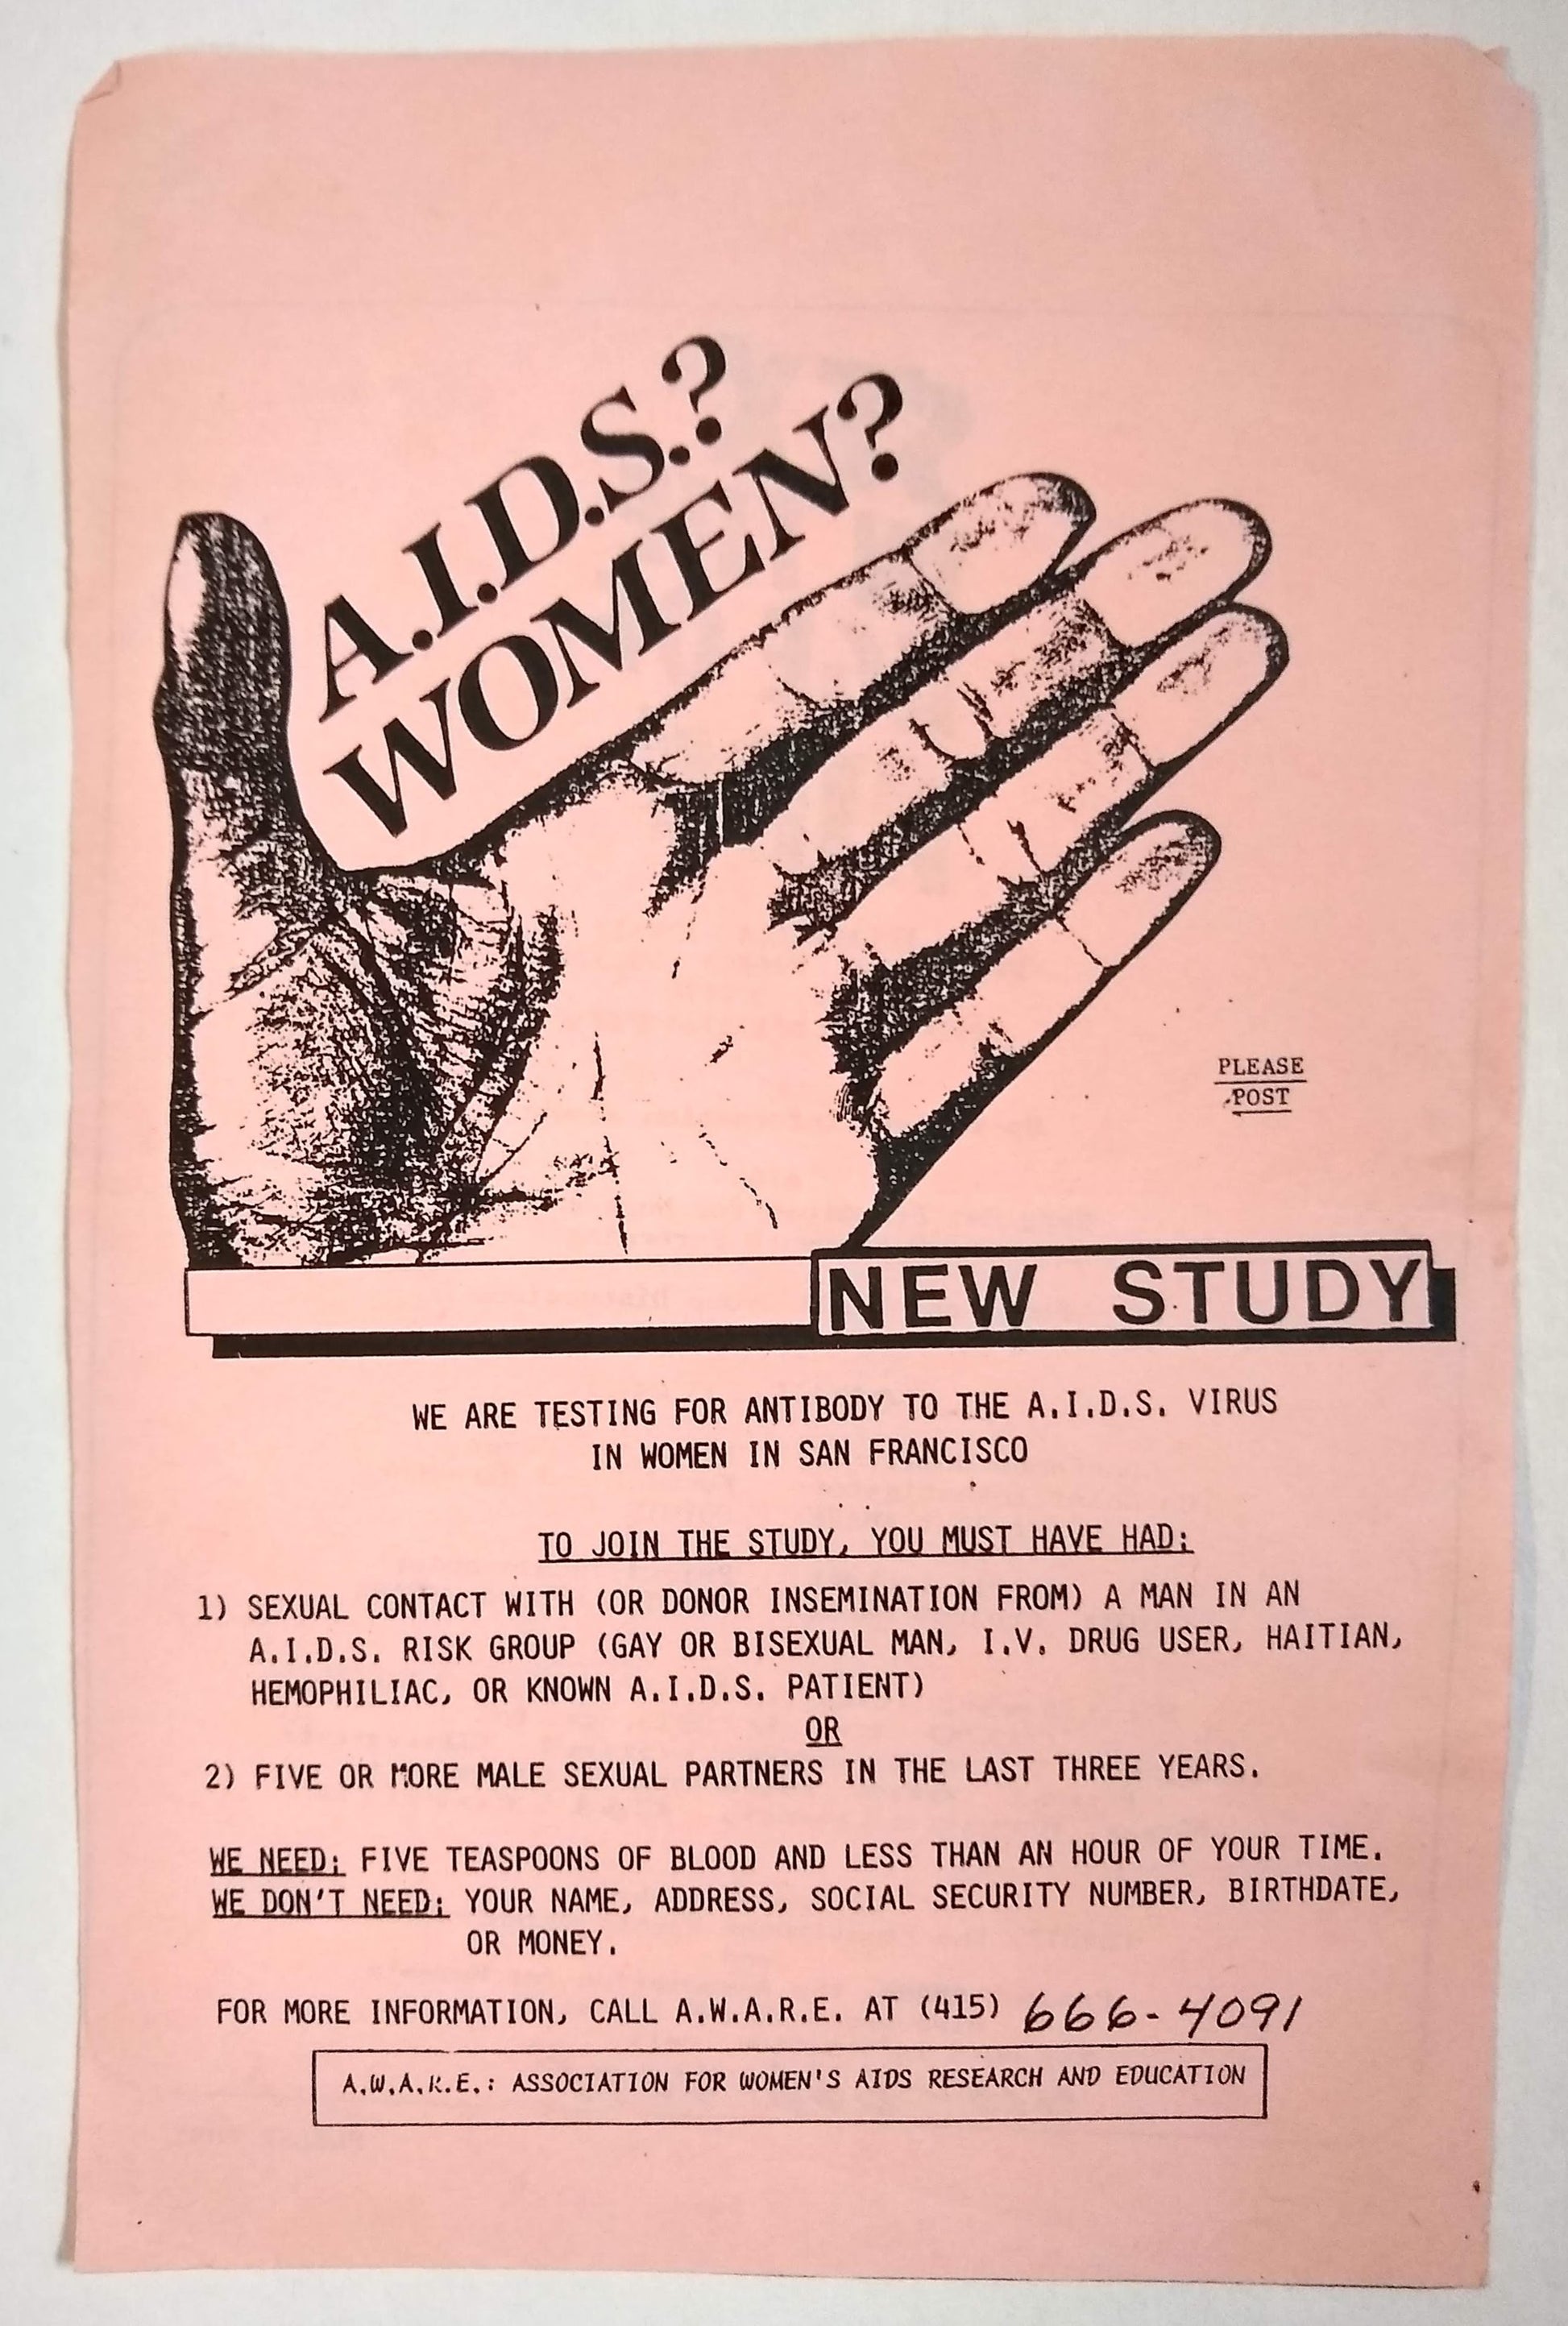 A.I.D.S.?
WOMEN?
PLEASE
POST
NEW STUDY
WE ARE TESTING FOR ANTIBODY TO THE A.I.D.S. VIRUS
IN WOMEN IN SAN FRANCISCO
TO JOIN THE STUDY, YOU MUST HAVE HAD:
1) SEXUAL CONTACT WITH (OR DONOR INSEMINATION FROM) A MAN IN AN
A.I.D.S. RISK GROUP (GAY OR BISEXUAL MAN, I.V. DRUG USER, HAITIAN,
HEMOPHILIAC, OR KNOWN A.I.D.S. PATIENT)
OR
2) FIVE OR MORE MALE SEXUAL PARTNERS IN THE LAST THREE YEARS.
WE NEED: FIVE TEASPOONS OF BLOOD AND LESS THAN AN HOUR OF YOUR TIME.
WE DON'T NEED: YOUR NAME, ADDRESS, SOCIAL SECURITY NUMBER, BIRTHDATE,
OR MONEY.
FOR MORE INFORMATION, CALL A.W.A.R.E. AT (415) 666-4091
A.W.A.R.E.: ASSOCIATION FOR WOMEN'S AIDS RESEARCH AND EDUCATION